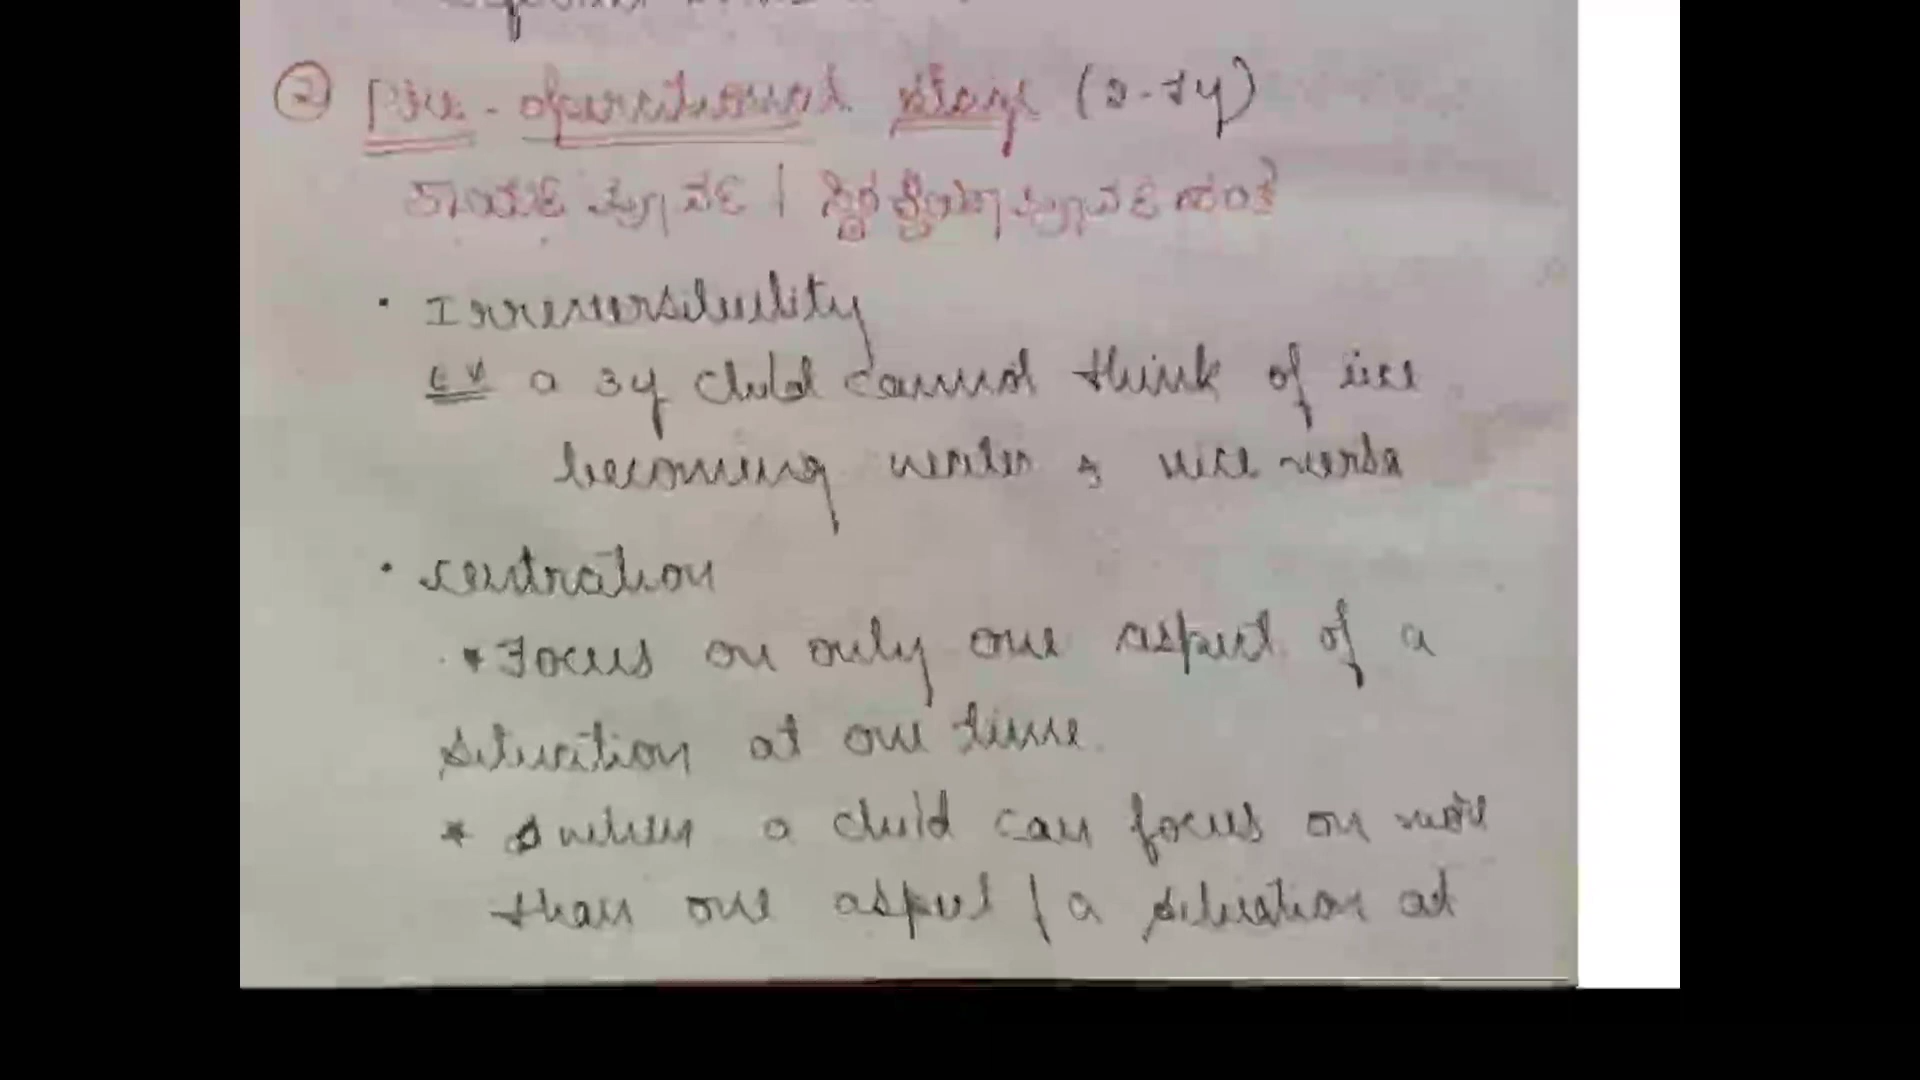 ② Pre-operational stage (2-7y)
• Irreversibility
Ex a 3y child cannot think of ice
becoming water & vice versa
• centration
* Focus on only one aspect of a
situation at one time.
* when a child can focus on more
than one aspect / a situation at